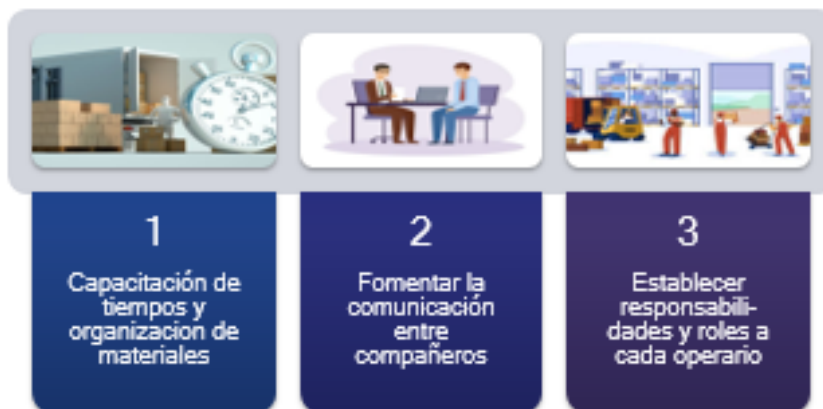 1
Capacitación de
tiempos y
organizacion de
materiales
2
Fomentar la
comunicación
entre
compañeros
3
Establecer
responsabili-
dades y roles a
cada operario